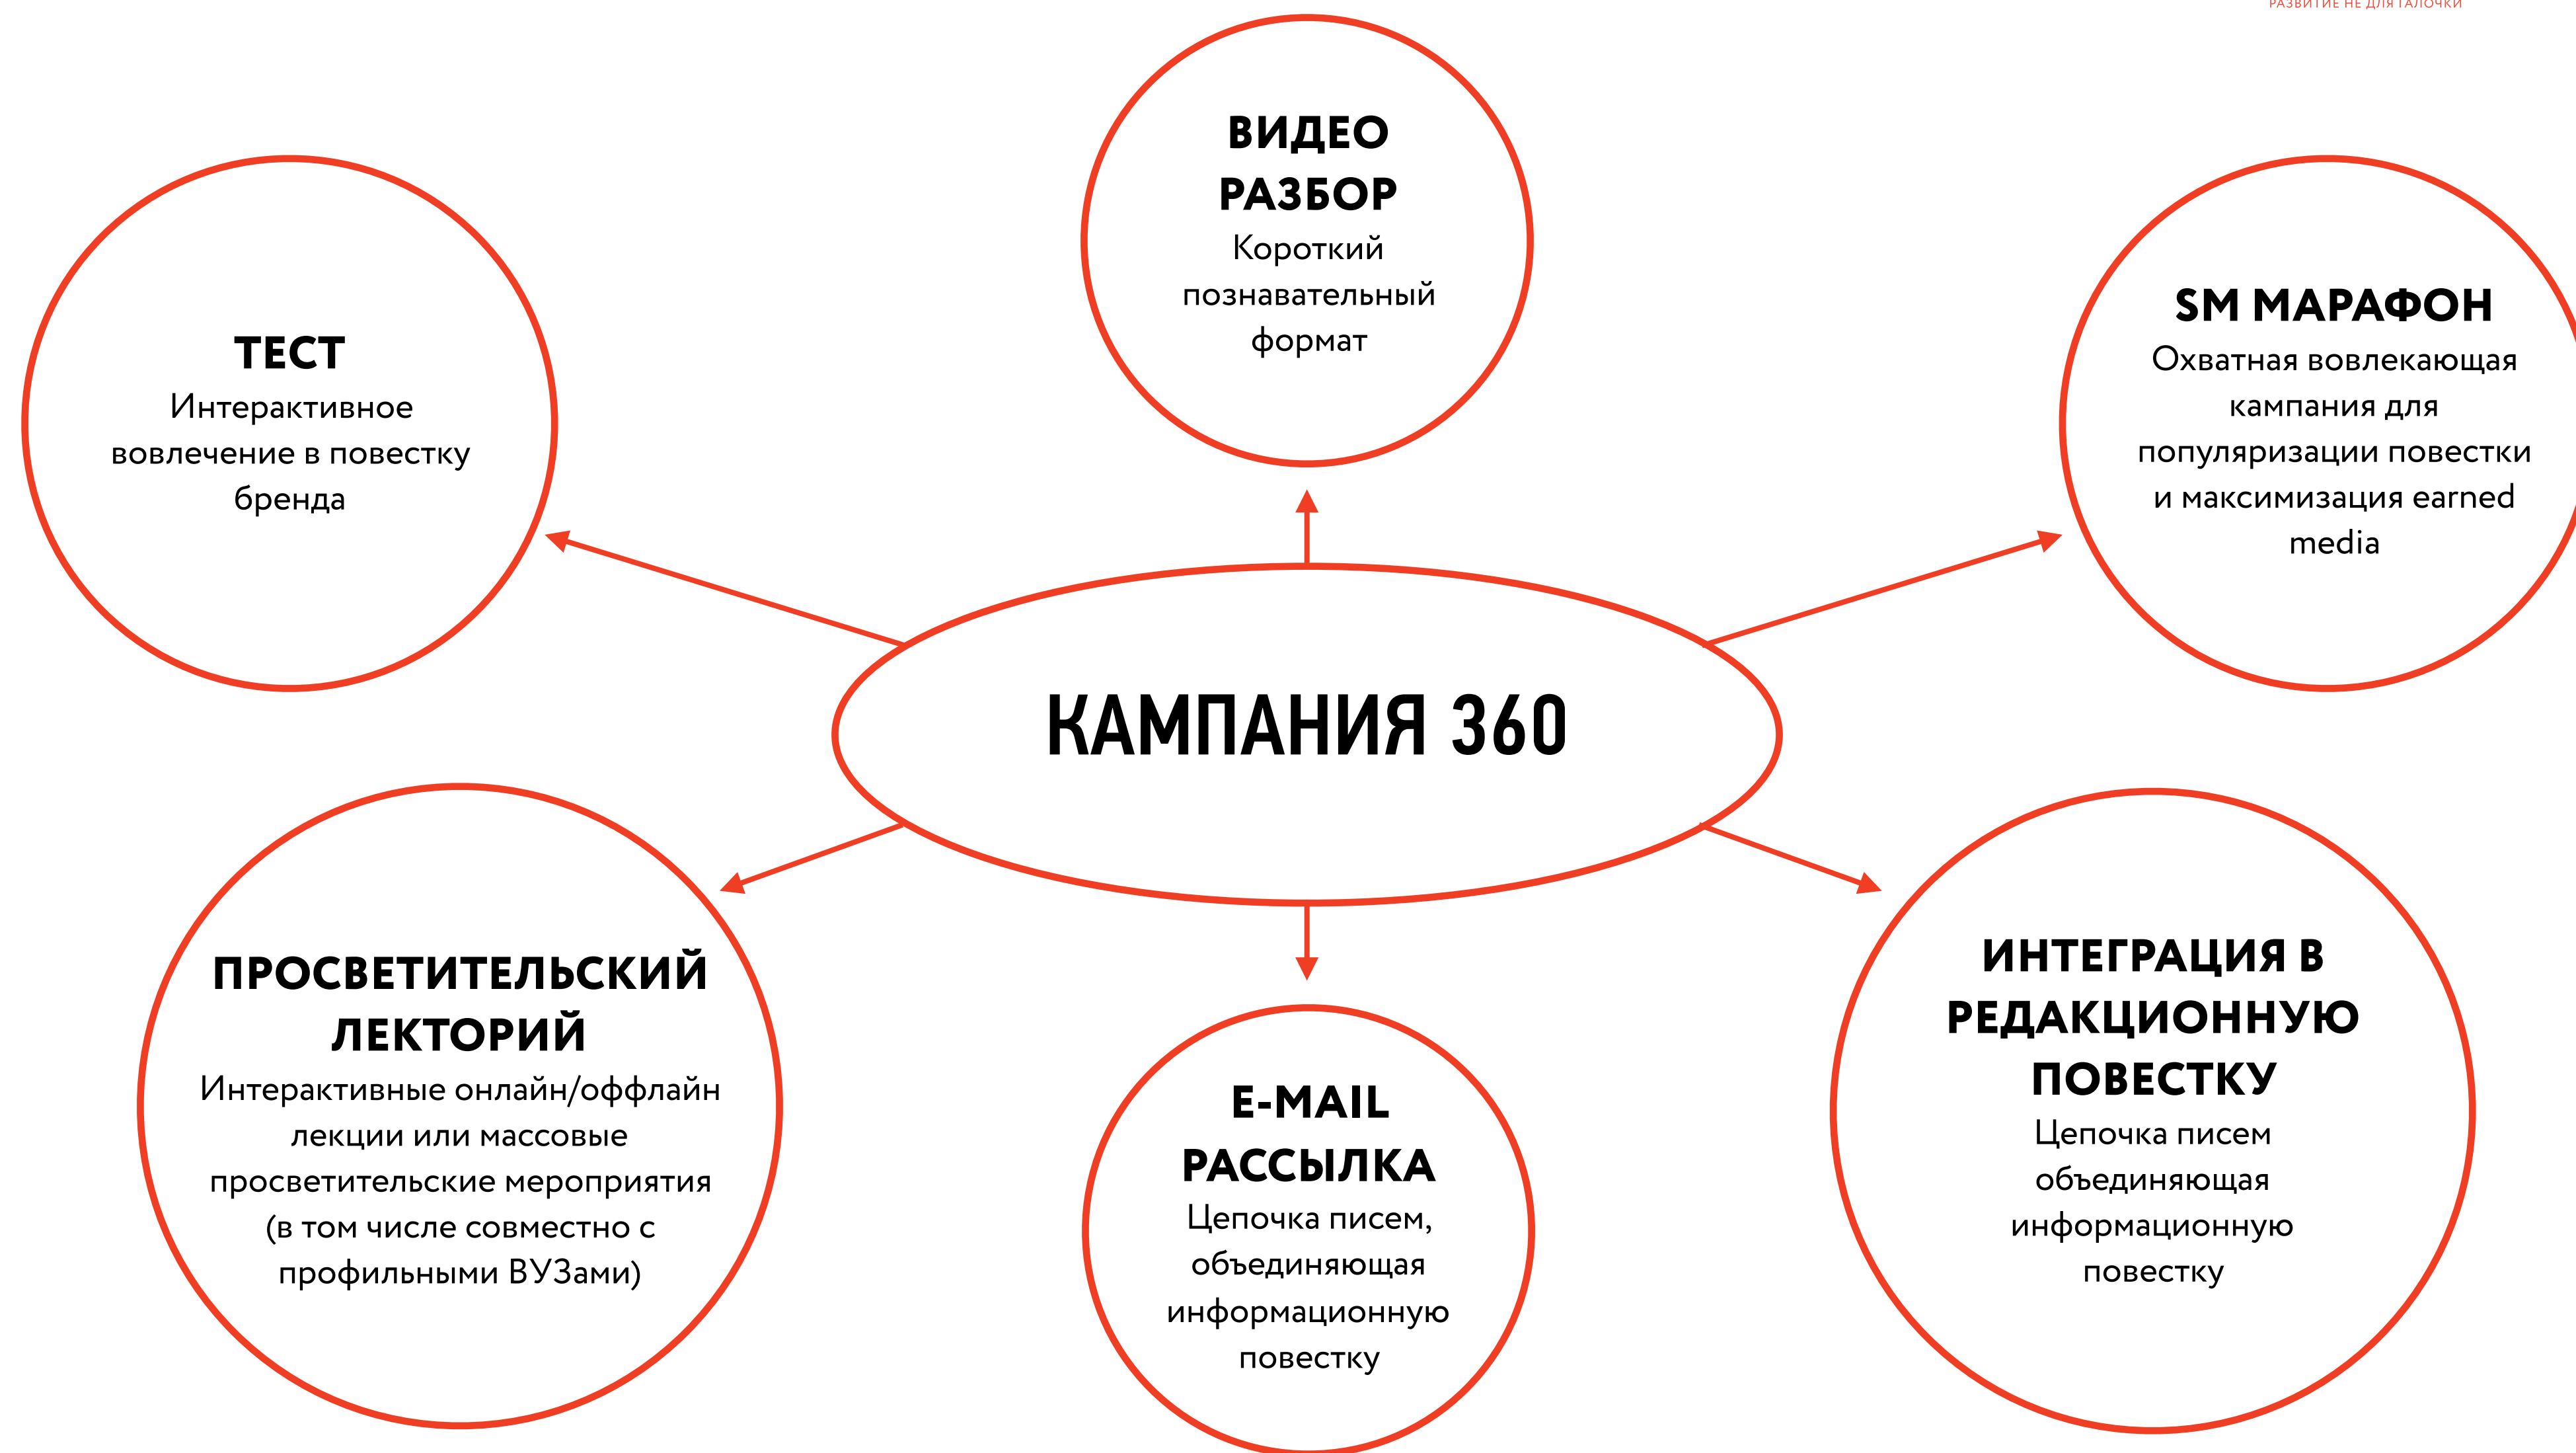 РАЗВИТИЕ НЕ ДЛЯ ГАЛОЧКИ
ВИДЕО
РАЗБОР
Короткий
познавательный
формат
ТЕСТ
Интерактивное
вовлечение в повестку
бренда
SM МАРАФОН
Охватная вовлекающая
кампания для
популяризации повестки
и максимизация earned
media
КАМПАНИЯ 360
ПРОСВЕТИТЕЛЬСКИЙ
ЛЕКТОРИЙ
Интерактивные онлайн/оффлайн
лекции или массовые
просветительские мероприятия
(в том числе совместно с
профильными ВУЗами)
E-MAIL
РАССЫЛКА
Цепочка писем,
объединяющая
информационную
повестку
ИНТЕГРАЦИЯ В
РЕДАКЦИОННУЮ
ПОВЕСТКУ
Цепочка писем
объединяющая
информационную
повестку